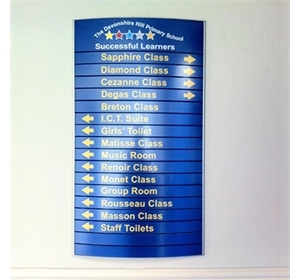 The Devonshire Hill Primary School
Successful Learners
Sapphire Class
Diamond Class
Cezanne Class
Degas Class
Breton Class
I.C.T. Suite
Girls' Toilet
Matisse Class
Music Room
Renoir Class
Monet Class
Group Room
Rousseau Class
Masson Class
Staff Toilets